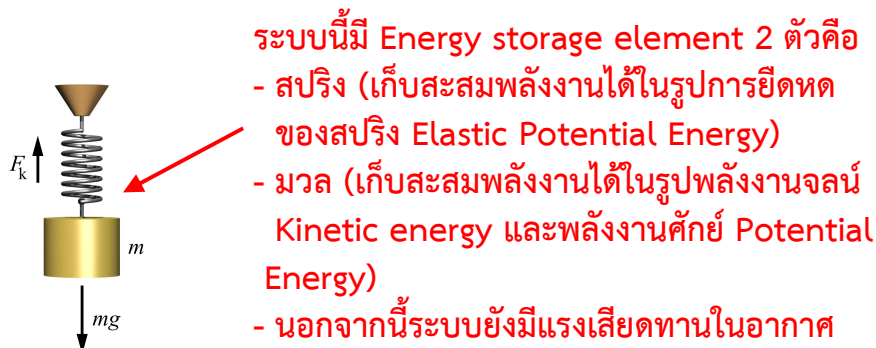 ระบบนี้มี Energy storage element 2 ตัวคือ
- สปริง (เก็บสะสมพลังงานได้ในรูปการยืดหด
ของสปริง Elastic Potential Energy)
- มวล (เก็บสะสมพลังงานได้ในรูปพลังงานจลน์
Kinetic energy และพลังงานศักย์ Potential
Energy)
- นอกจากนี้ระบบยังมีแรงเสียดทานในอากาศ
Fk
m
mg